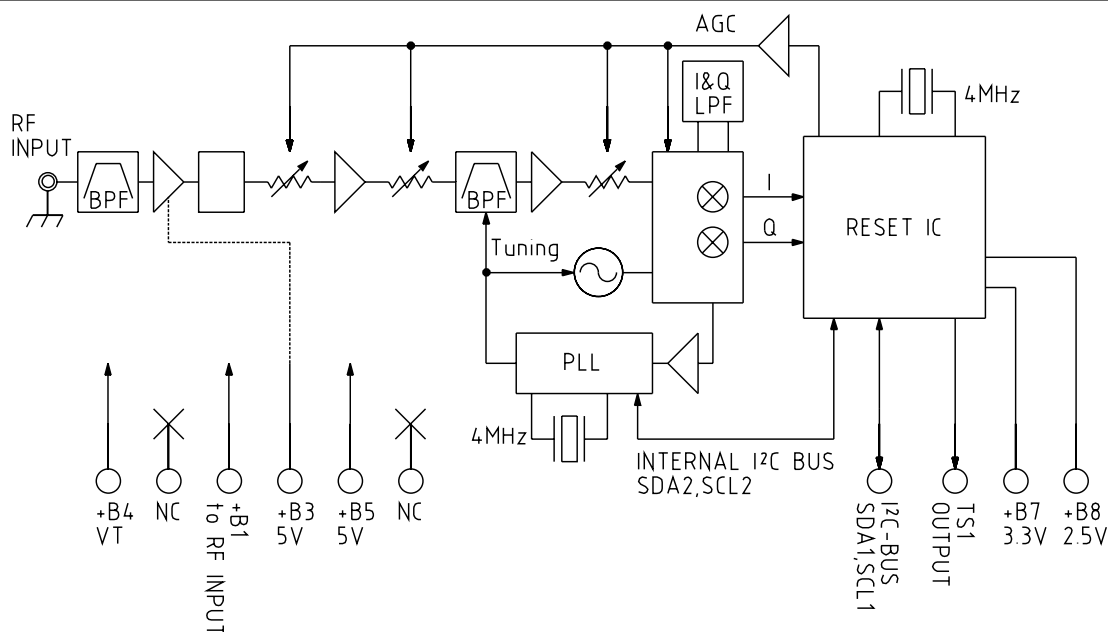 AGC
I&Q
LPF
4MHz
RF
INPUT
BPF
BPF
I
Q
RESET IC
Tuning
PLL
4MHz
INTERNAL I²C BUS
SDA2,SCL2
+B4
VT
NC
+B1
to RF INPUT
+B3
5V
+B5
5V
NC
I²C-BUS
SDA1,SCL1
TS1
OUTPUT
+B7
3.3V
+B8
2.5V